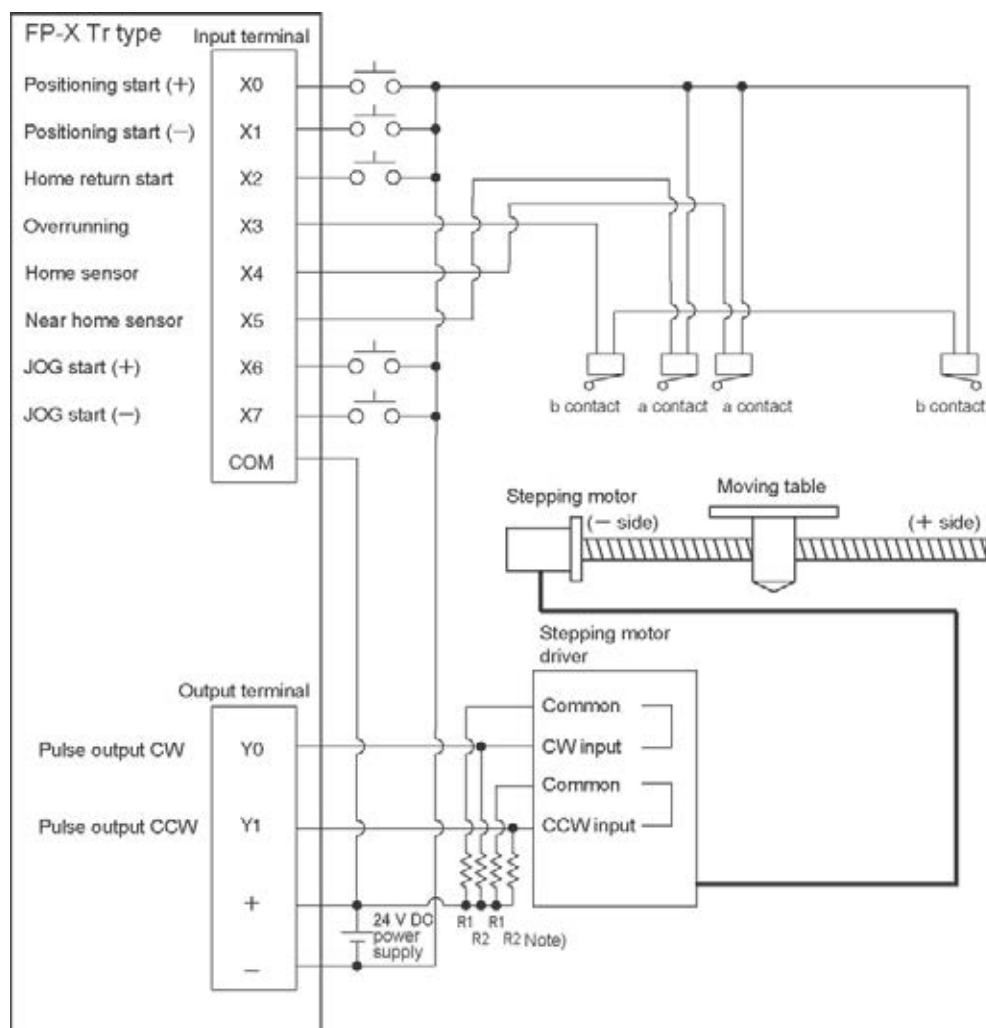 FP-X Tr type
Input terminal
Positioning start (+)
X0
Positioning start (−)
X1
Home return start
X2
Overrunning
X3
Home sensor
X4
Near home sensor
X5
JOG start (+)
X6
JOG start (−)
X7
COM
b contact
a contact
a contact
b contact
Stepping motor
Moving table
(− side)
(+ side)
Stepping motor
driver
Output terminal
Common
Pulse output CW
Y0
CW input
Common
Pulse output CCW
Y1
CCW input
+
24 V DC
power
supply
R1
R2
R1
R2 Note)
−